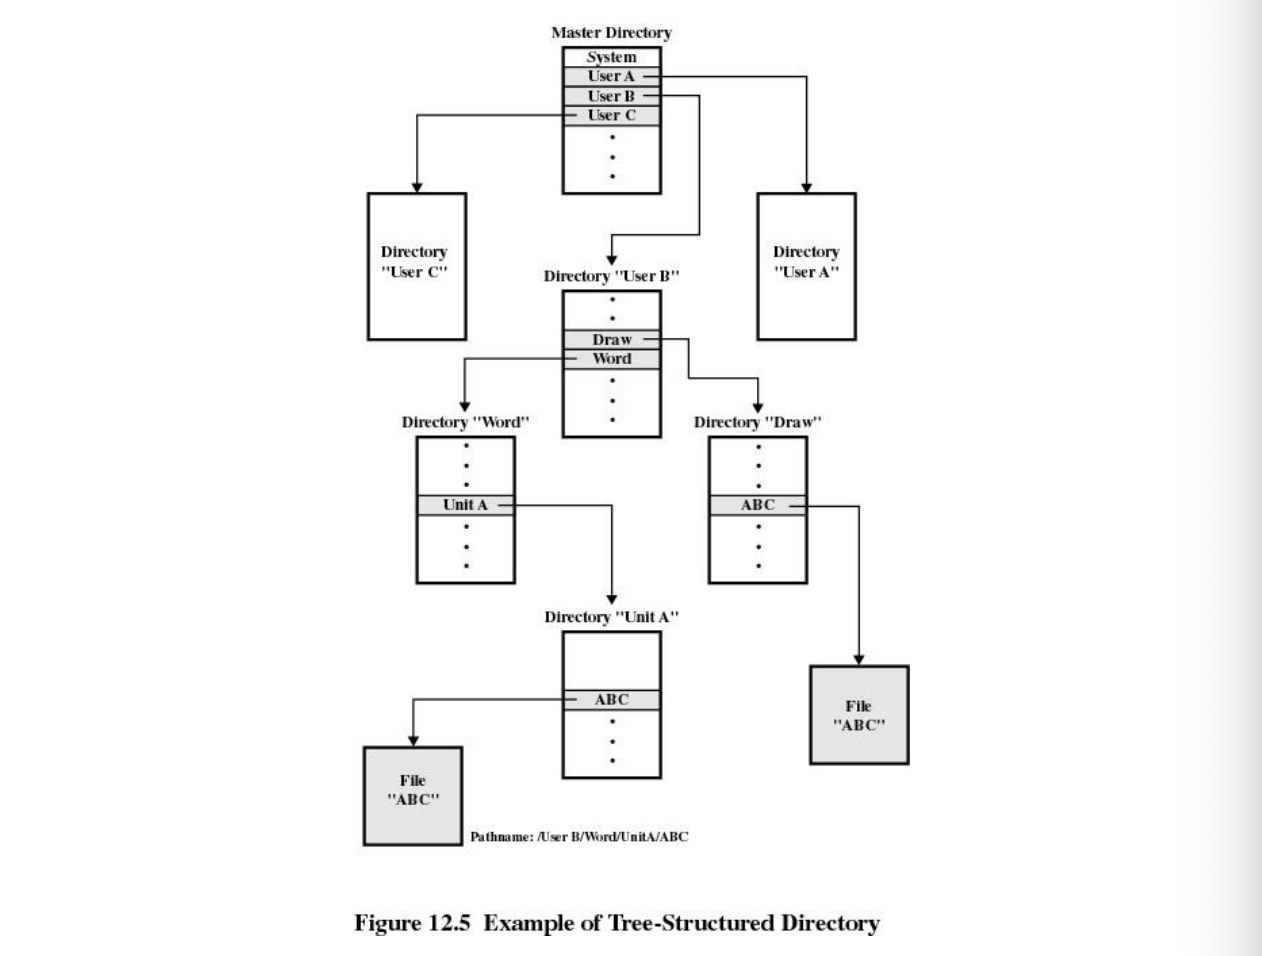 Master Directory
System
User A
User B
User C
Directory
"User C"
Directory
"User A"
Directory "User B"
Draw
Word
Directory "Word"
Directory "Draw"
Unit A
ABC
Directory "Unit A"
ABC
File
"ABC"
File
"ABC"
Pathname: /User B/Word/UnitA/ABC
Figure 12.5 Example of Tree-Structured Directory